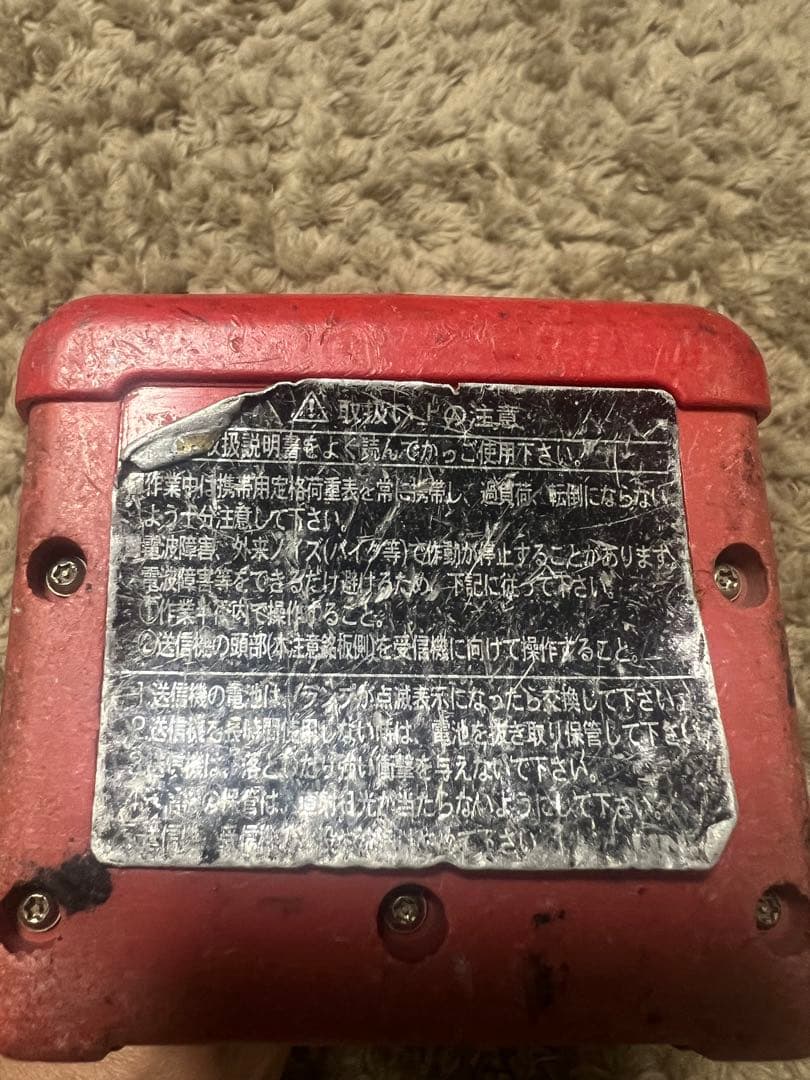 ⚠ 取扱い上の注意
取扱説明書をよく読んでからご使用下さい。
作業中は携帯用定格荷重表を常に携帯し、過負荷、転倒にならない
よう十分注意して下さい。
電波障害、外来ノイズ(バイク等)で作動が停止することがあります。
電波障害等をできるだけ避けるため、下記に従って下さい。
①作業半径内で操作すること。
②送信機の頭部(本注意銘板側)を受信機に向けて操作すること。
1.送信機の電池は、ランプが点滅表示になったら交換して下さい。
2.送信機を長時間使用しない時は、電池を抜き取り保管して下さい
は、落としたり強い衝撃を与えないで下さい。
保管は、直射日光が当たらないようにして下さい。
下さい